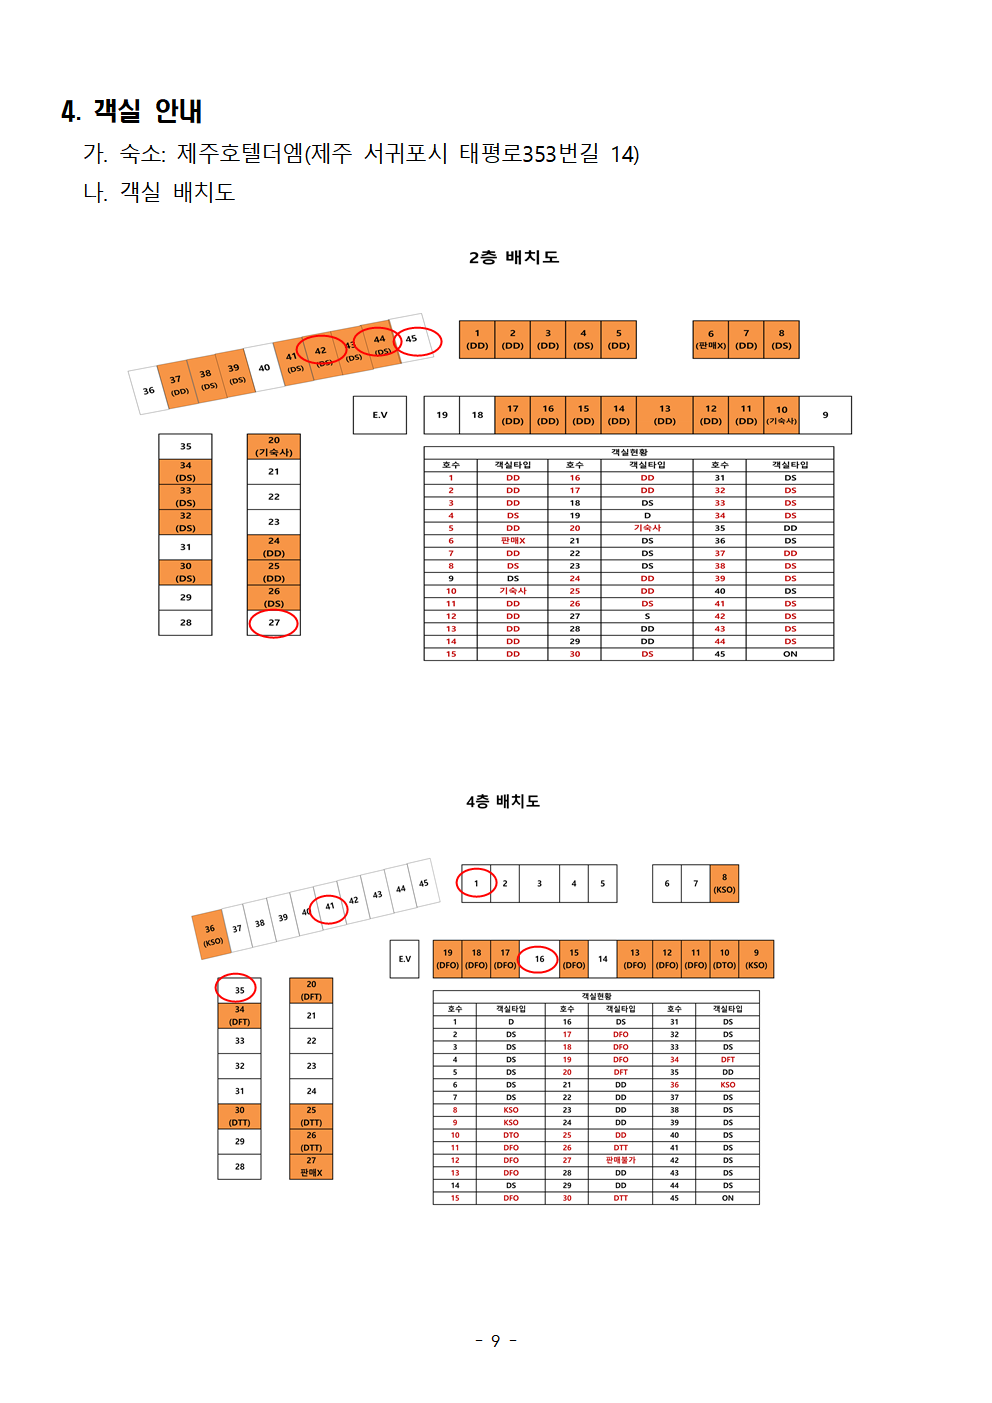 4. 객실 안내
가. 숙소: 제주호텔더엠(제주 서귀포시 태평로353번길 14)
나. 객실 배치도
2층 배치도
36 37 (DD) 38 (DS) 39 (DS) 40 41 (DS) 42 (DS) 43 (DS) 44 (DS) 45
1 (DD) 2 (DD) 3 (DD) 4 (DS) 5 (DD) 6 (판매X) 7 (DD) 8 (DS)
E.V 19 18 17 (DD) 16 (DD) 15 (DD) 14 (DD) 13 (DD) 12 (DD) 11 (DD) 10 (기숙사) 9
35 20 (기숙사)
34 (DS) 21
33 (DS) 22
32 (DS) 23
31 24 (DD)
30 (DS) 25 (DD)
29 26 (DS)
28 27
객실현황
호수 객실타입 호수 객실타입 호수 객실타입
1 DD 16 DD 31 DS
2 DD 17 DD 32 DS
3 DD 18 DS 33 DS
4 DS 19 D 34 DS
5 DD 20 기숙사 35 DD
6 판매X 21 DS 36 DS
7 DD 22 DS 37 DD
8 DS 23 DS 38 DS
9 DS 24 DD 39 DS
10 기숙사 25 DD 40 DS
11 DD 26 DS 41 DS
12 DD 27 S 42 DS
13 DD 28 DD 43 DS
14 DD 29 DD 44 DS
15 DD 30 DS 45 ON
4층 배치도
36 (KSO) 37 38 39 40 41 42 43 44 45
1 2 3 4 5 6 7 8 (KSO)
E.V 19 (DFO) 18 (DFO) 17 (DFO) 16 15 (DFO) 14 13 (DFO) 12 (DFO) 11 (DFO) 10 (DTO) 9 (KSO)
35 20 (DFT)
34 (DFT) 21
33 22
32 23
31 24
30 (DTT) 25 (DTT)
29 26 (DTT)
28 27 판매X
객실현황
호수 객실타입 호수 객실타입 호수 객실타입
1 D 16 DS 31 DS
2 DS 17 DFO 32 DS
3 DS 18 DFO 33 DS
4 DS 19 DFO 34 DFT
5 DS 20 DFT 35 DD
6 DS 21 DD 36 KSO
7 DS 22 DD 37 DS
8 KSO 23 DD 38 DS
9 KSO 24 DD 39 DS
10 DTO 25 DD 40 DS
11 DFO 26 DTT 41 DS
12 DFO 27 판매불가 42 DS
13 DFO 28 DD 43 DS
14 DS 29 DD 44 DS
15 DFO 30 DTT 45 ON
- 9 -